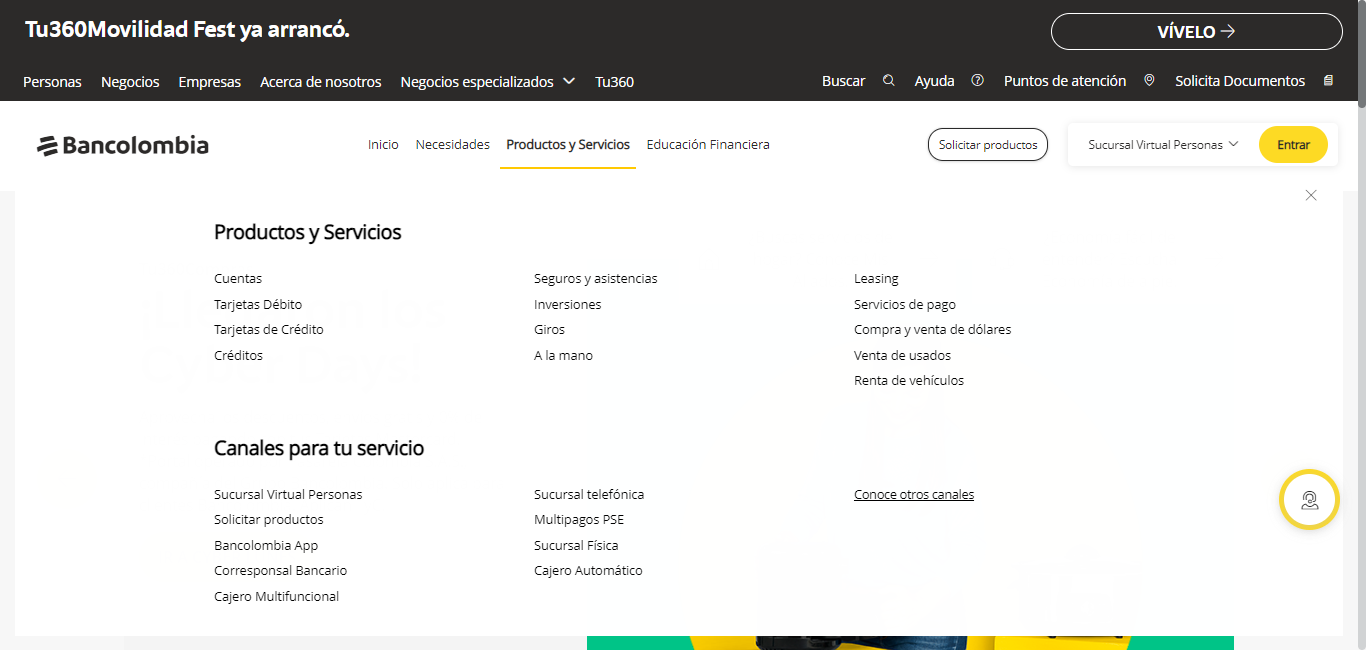 Tu360Movilidad Fest ya arrancó.
VÍVELO
Personas Negocios Empresas Acerca de nosotros Negocios especializados Tu360 Buscar Ayuda Puntos de atención Solicita Documentos
Bancolombia Inicio Necesidades Productos y Servicios Educación Financiera Solicitar productos Sucursal Virtual Personas Entrar
Productos y Servicios
Cuentas Seguros y asistencias Leasing
Tarjetas Débito Inversiones Servicios de pago
Tarjetas de Crédito Giros Compra y venta de dólares
Créditos A la mano Venta de usados
Renta de vehículos
Canales para tu servicio
Sucursal Virtual Personas Sucursal telefónica Conoce otros canales
Solicitar productos Multipagos PSE
Bancolombia App Sucursal Física
Corresponsal Bancario Cajero Automático
Cajero Multifuncional